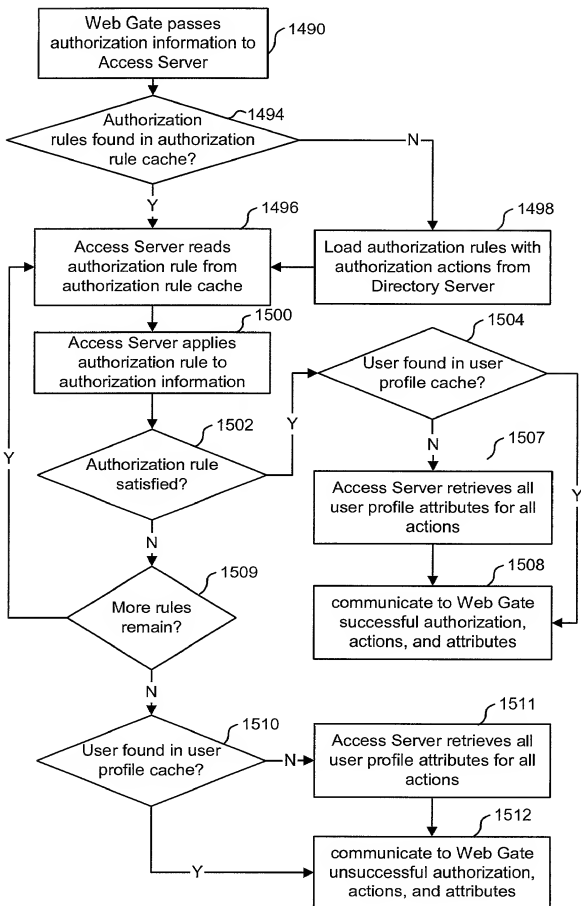 Web Gate passes
authorization information to
Access Server
1490
Authorization
rules found in authorization
rule cache?
1494
N
Y
1496
Access Server reads
authorization rule from
authorization rule cache
1498
Load authorization rules with
authorization actions from
Directory Server
1500
Access Server applies
authorization rule to
authorization information
1504
User found in user
profile cache?
1502
Authorization rule
satisfied?
Y
Y
N
1507
Y
Access Server retrieves all
user profile attributes for all
actions
N
1508
communicate to Web Gate
successful authorization,
actions, and attributes
1509
More rules
remain?
N
1510
User found in user
profile cache?
N
1511
Access Server retrieves all
user profile attributes for all
actions
1512
Y
communicate to Web Gate
unsuccessful authorization,
actions, and attributes